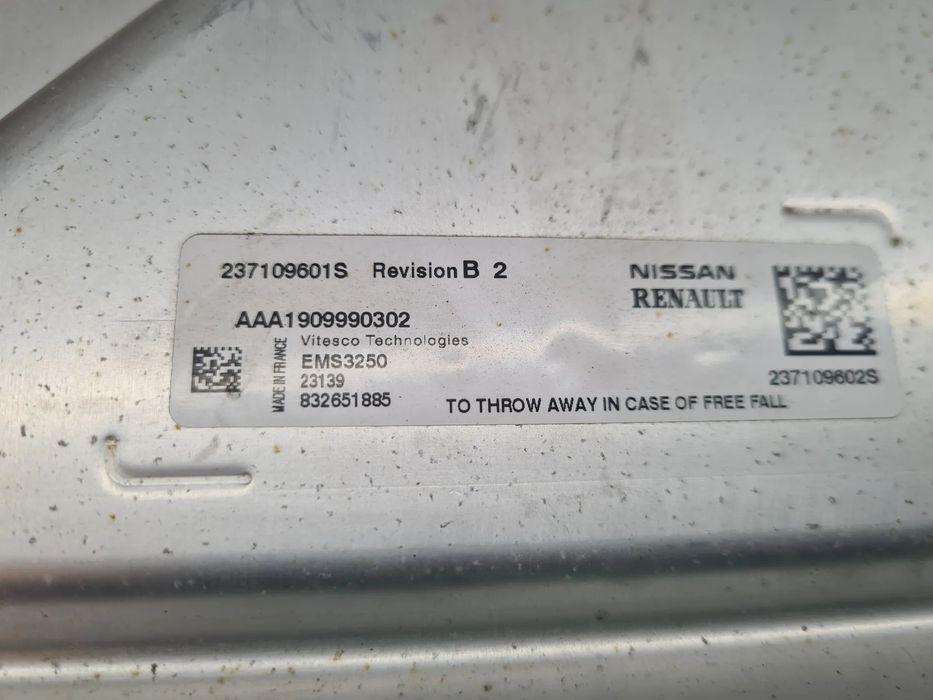 237109601S Revision B 2
NISSAN
RENAULT
AAA1909990302
Vitesco Technologies
MADE IN FRANCE
EMS3250
23139
832651885
237109602S
TO THROW AWAY IN CASE OF FREE FALL